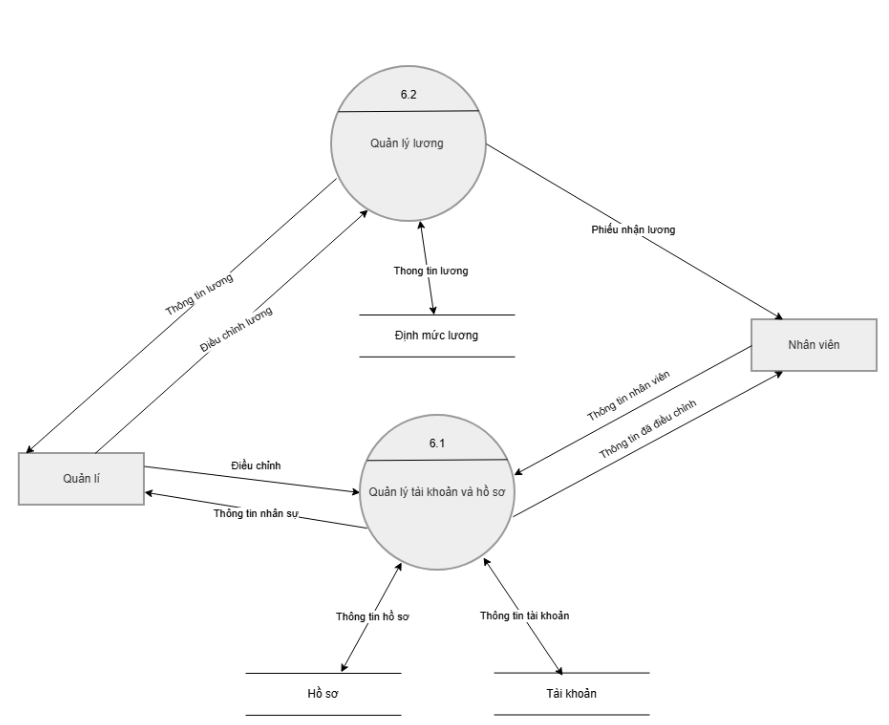 6.2
Quản lý lương
Phiếu nhận lương
Thong tin lương
Thông tin lương
Điều chỉnh lương
Định mức lương
Nhân viên
Thông tin nhân viên
Thông tin đã điều chỉnh
6.1
Quản lý tài khoản và hồ sơ
Quản lí
Điều chỉnh
Thông tin nhân sự
Thông tin hồ sơ
Thông tin tài khoản
Hồ sơ
Tài khoản